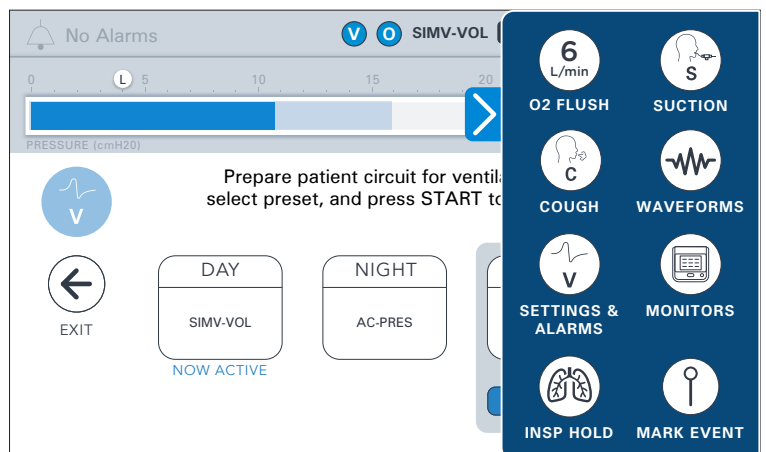 No Alarms
V O SIMV-VOL
0 L 5 10 15 20
PRESSURE (cmH20)
V
Prepare patient circuit for
select preset, and press START
EXIT
DAY
SIMV-VOL
NOW ACTIVE
NIGHT
AC-PRES
6
L/min
O2 FLUSH
S
SUCTION
C
COUGH
WAVEFORMS
V
SETTINGS &
ALARMS
MONITORS
INSP HOLD
MARK EVENT